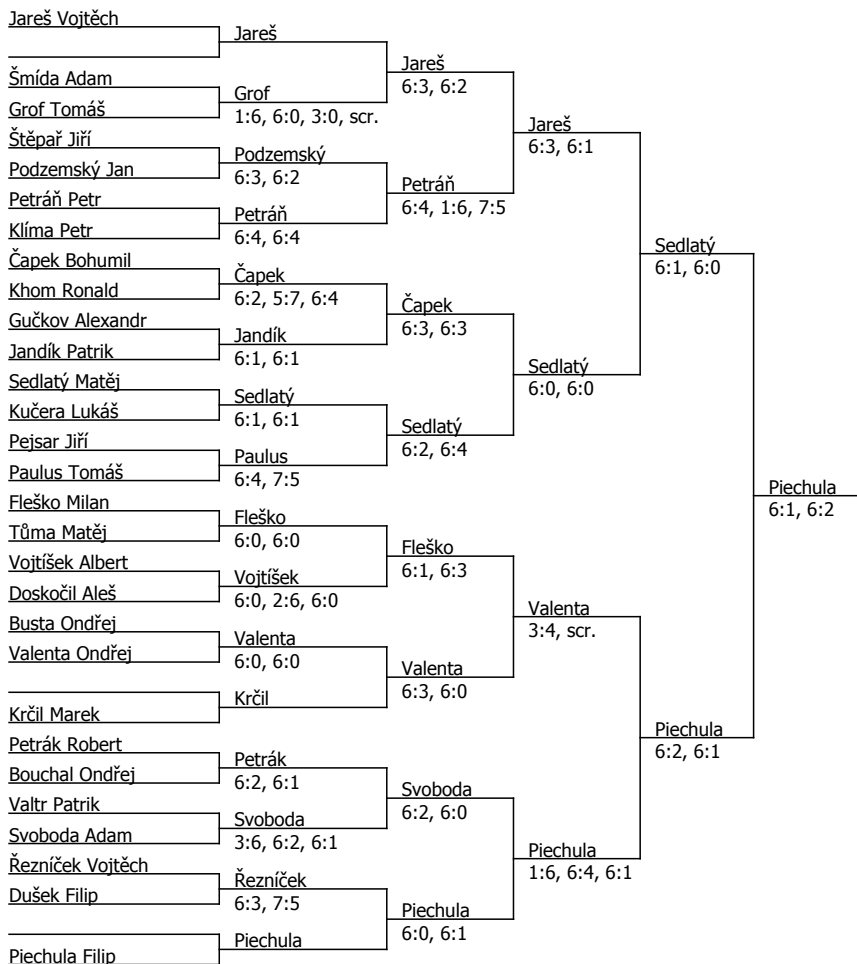 Jareš Vojtěch
Jareš
Jareš
6:3, 6:2
Šmída Adam
Grof
Grof Tomáš
1:6, 6:0, 3:0, scr.
Jareš
6:3, 6:1
Štěpař Jiří
Podzemský
Podzemský Jan
6:3, 6:2
Petráň
6:4, 1:6, 7:5
Petráň Petr
Petráň
Klíma Petr
6:4, 6:4
Sedlatý
6:1, 6:0
Čapek Bohumil
Čapek
Khom Ronald
6:2, 5:7, 6:4
Čapek
6:3, 6:3
Gučkov Alexandr
Jandík
Jandík Patrik
6:1, 6:1
Sedlatý
6:0, 6:0
Sedlatý Matěj
Sedlatý
Kučera Lukáš
6:1, 6:1
Sedlatý
6:2, 6:4
Pejsar Jiří
Paulus
Paulus Tomáš
6:4, 7:5
Piechula
6:1, 6:2
Fleško Milan
Fleško
Tůma Matěj
6:0, 6:0
Fleško
6:1, 6:3
Vojtíšek Albert
Vojtíšek
Doskočil Aleš
6:0, 2:6, 6:0
Valenta
3:4, scr.
Busta Ondřej
Valenta
Valenta Ondřej
6:0, 6:0
Valenta
6:3, 6:0
Krčil
Krčil Marek
Piechula
6:2, 6:1
Petrák Robert
Petrák
Bouchal Ondřej
6:2, 6:1
Svoboda
6:2, 6:0
Valtr Patrik
Svoboda
Svoboda Adam
3:6, 6:2, 6:1
Piechula
1:6, 6:4, 6:1
Řezníček Vojtěch
Řezníček
Dušek Filip
6:3, 7:5
Piechula
6:0, 6:1
Piechula
Piechula Filip